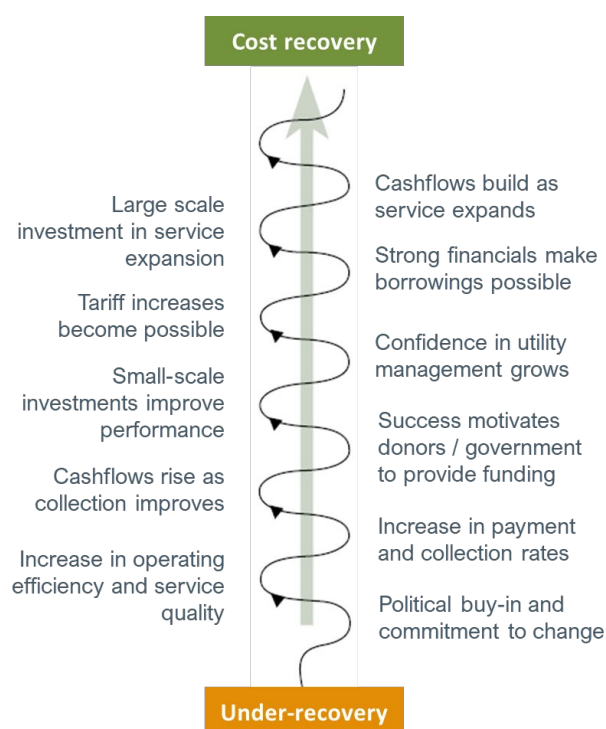 Cost recovery
Cashflows build as
service expands
Large scale
investment in service
expansion
Strong financials make
borrowings possible
Tariff increases
become possible
Confidence in utility
management grows
Small-scale
investments improve
performance
Success motivates
donors / government
to provide funding
Cashflows rise as
collection improves
Increase in payment
and collection rates
Increase in operating
efficiency and service
quality
Political buy-in and
commitment to change
Under-recovery